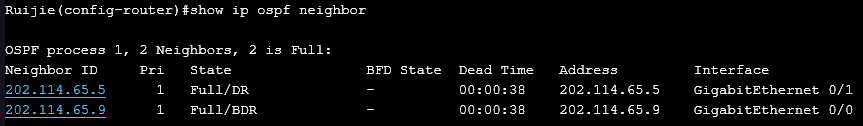 Ruijie(config-router)#show ip ospf neighbor
OSPF process 1, 2 Neighbors, 2 is Full:
Neighbor ID Pri State BFD State Dead Time Address Interface
202.114.65.5 1 Full/DR - 00:00:38 202.114.65.5 GigabitEthernet 0/1
202.114.65.9 1 Full/BDR - 00:00:38 202.114.65.9 GigabitEthernet 0/0